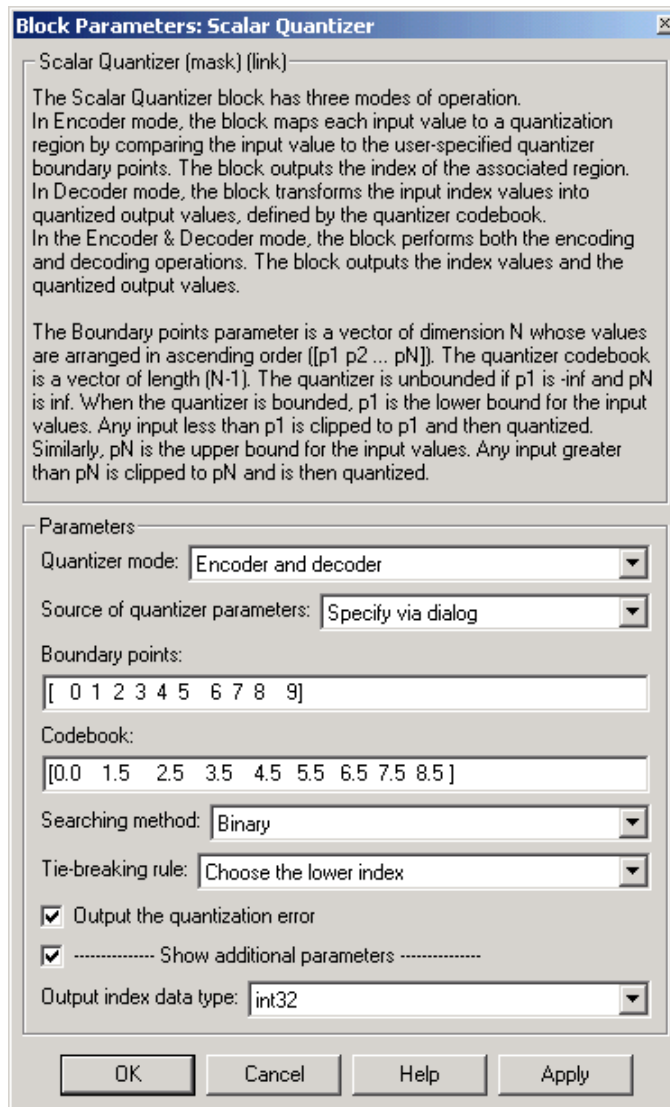 Block Parameters: Scalar Quantizer
Scalar Quantizer (mask) (link)
The Scalar Quantizer block has three modes of operation.
In Encoder mode, the block maps each input value to a quantization
region by comparing the input value to the user-specified quantizer
boundary points. The block outputs the index of the associated region.
In Decoder mode, the block transforms the input index values into
quantized output values, defined by the quantizer codebook.
In the Encoder & Decoder mode, the block performs both the encoding
and decoding operations. The block outputs the index values and the
quantized output values.
The Boundary points parameter is a vector of dimension N whose values
are arranged in ascending order ([p1 p2 ... pN]). The quantizer codebook
is a vector of length (N-1). The quantizer is unbounded if p1 is -inf and pN
is inf. When the quantizer is bounded, p1 is the lower bound for the input
values. Any input less than p1 is clipped to p1 and then quantized.
Similarly, pN is the upper bound for the input values. Any input greater
than pN is clipped to pN and is then quantized.
Parameters
Quantizer mode: Encoder and decoder
Source of quantizer parameters: Specify via dialog
Boundary points:
[ 0 1 2 3 4 5 6 7 8 9]
Codebook:
[0.0 1.5 2.5 3.5 4.5 5.5 6.5 7.5 8.5 ]
Searching method: Binary
Tie-breaking rule: Choose the lower index
Output the quantization error
--------------- Show additional parameters ---------------
Output index data type: int32
OK Cancel Help Apply